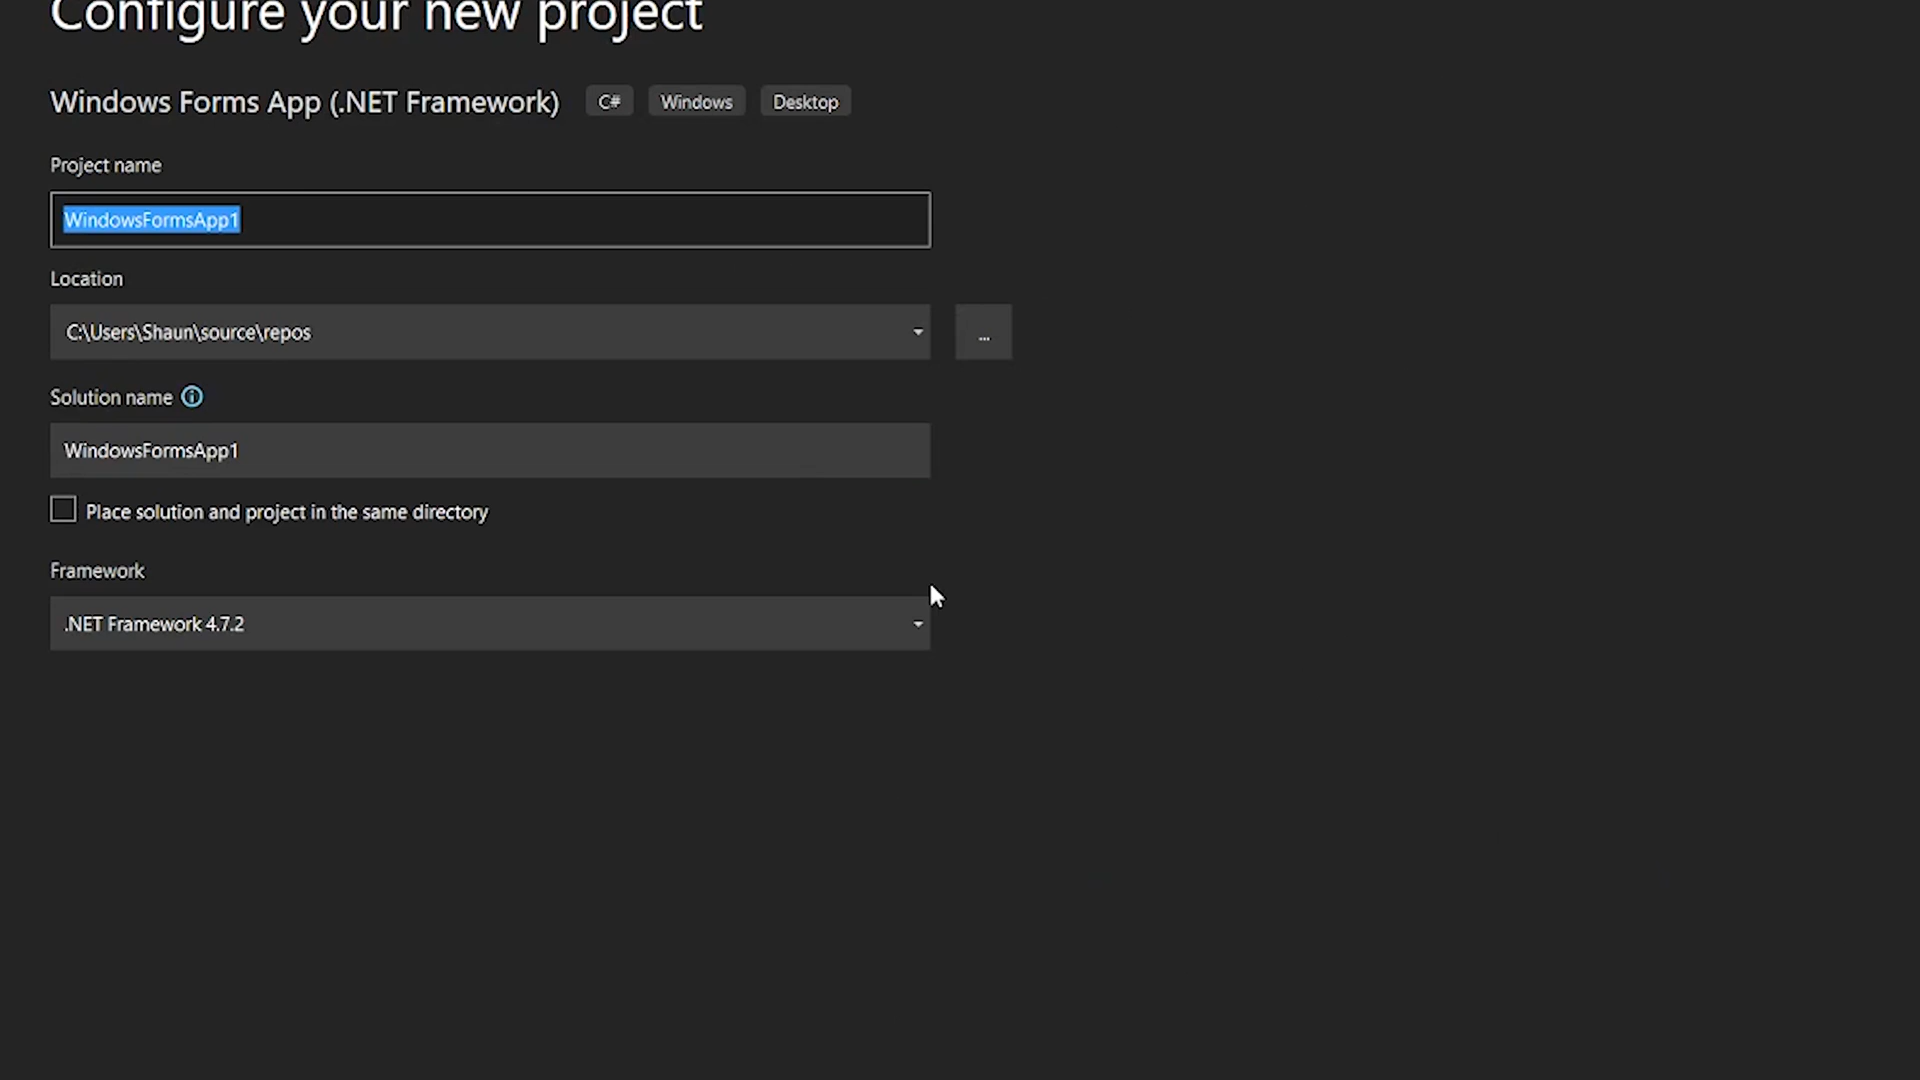 Configure your new project
Windows Forms App (.NET Framework) C# Windows Desktop
Project name
WindowsFormsApp1
Location
C:\Users\Shaun\source\repos
...
Solution name
WindowsFormsApp1
Place solution and project in the same directory
Framework
.NET Framework 4.7.2